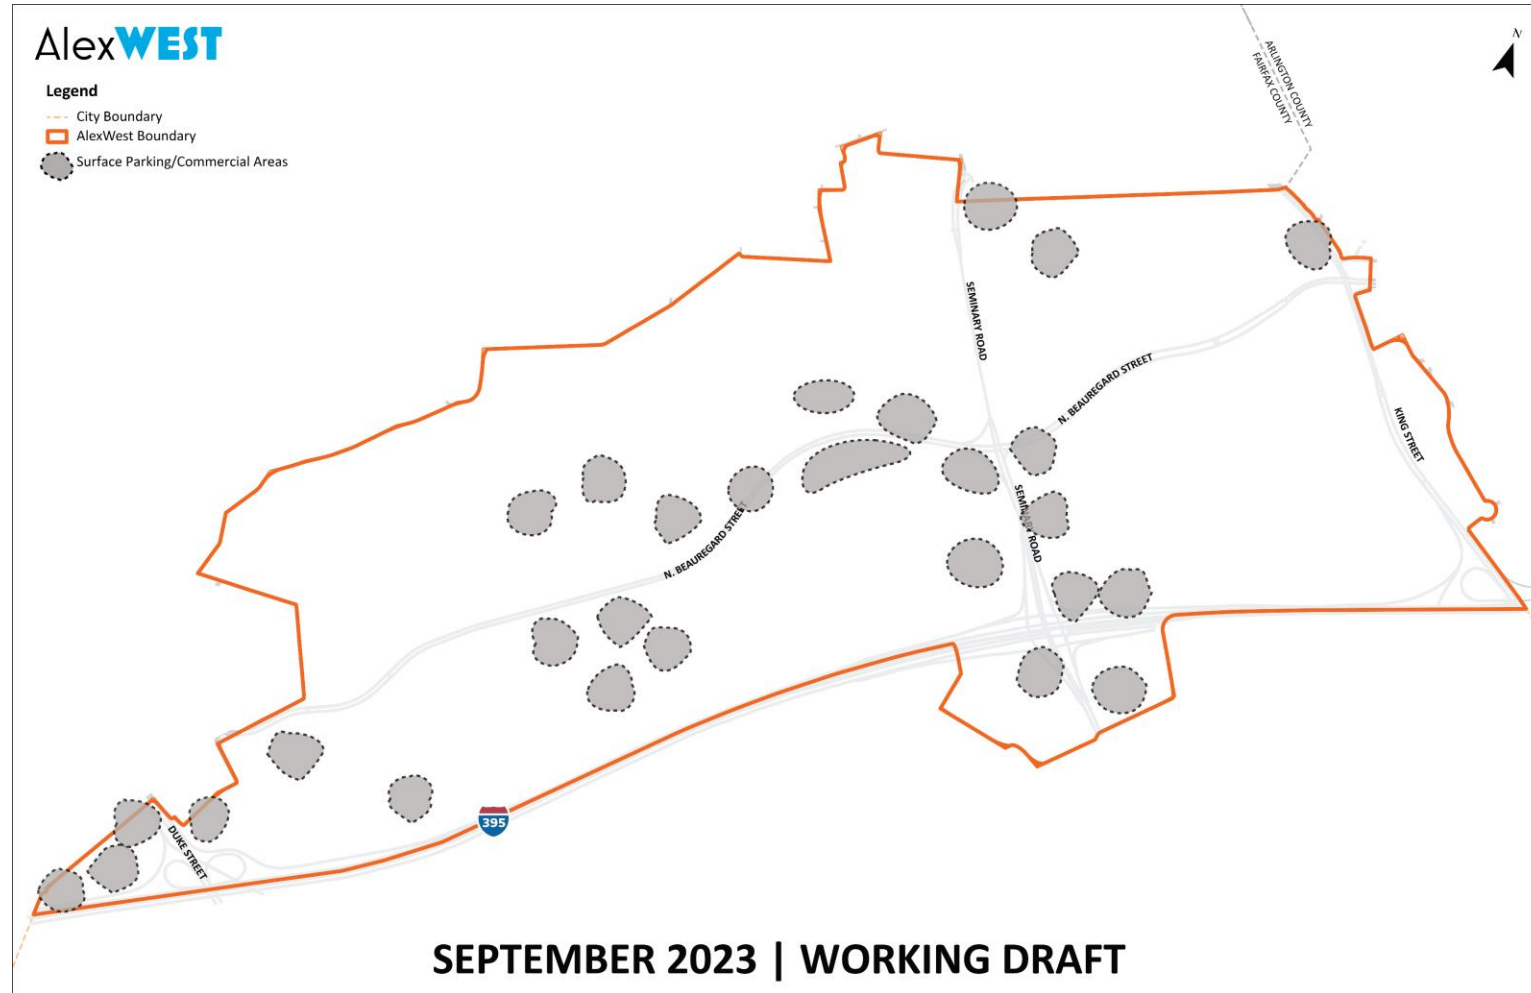 AlexWEST
Legend
City Boundary
AlexWest Boundary
Surface Parking/Commercial Areas
N
ARLINGTON COUNTY
FAIRFAX COUNTY
SEMINARY ROAD
N. BEAUREGARD STREET
KING STREET
SEMINARY ROAD
N. BEAUREGARD STREET
395
DUKE STREET
SEPTEMBER 2023 | WORKING DRAFT